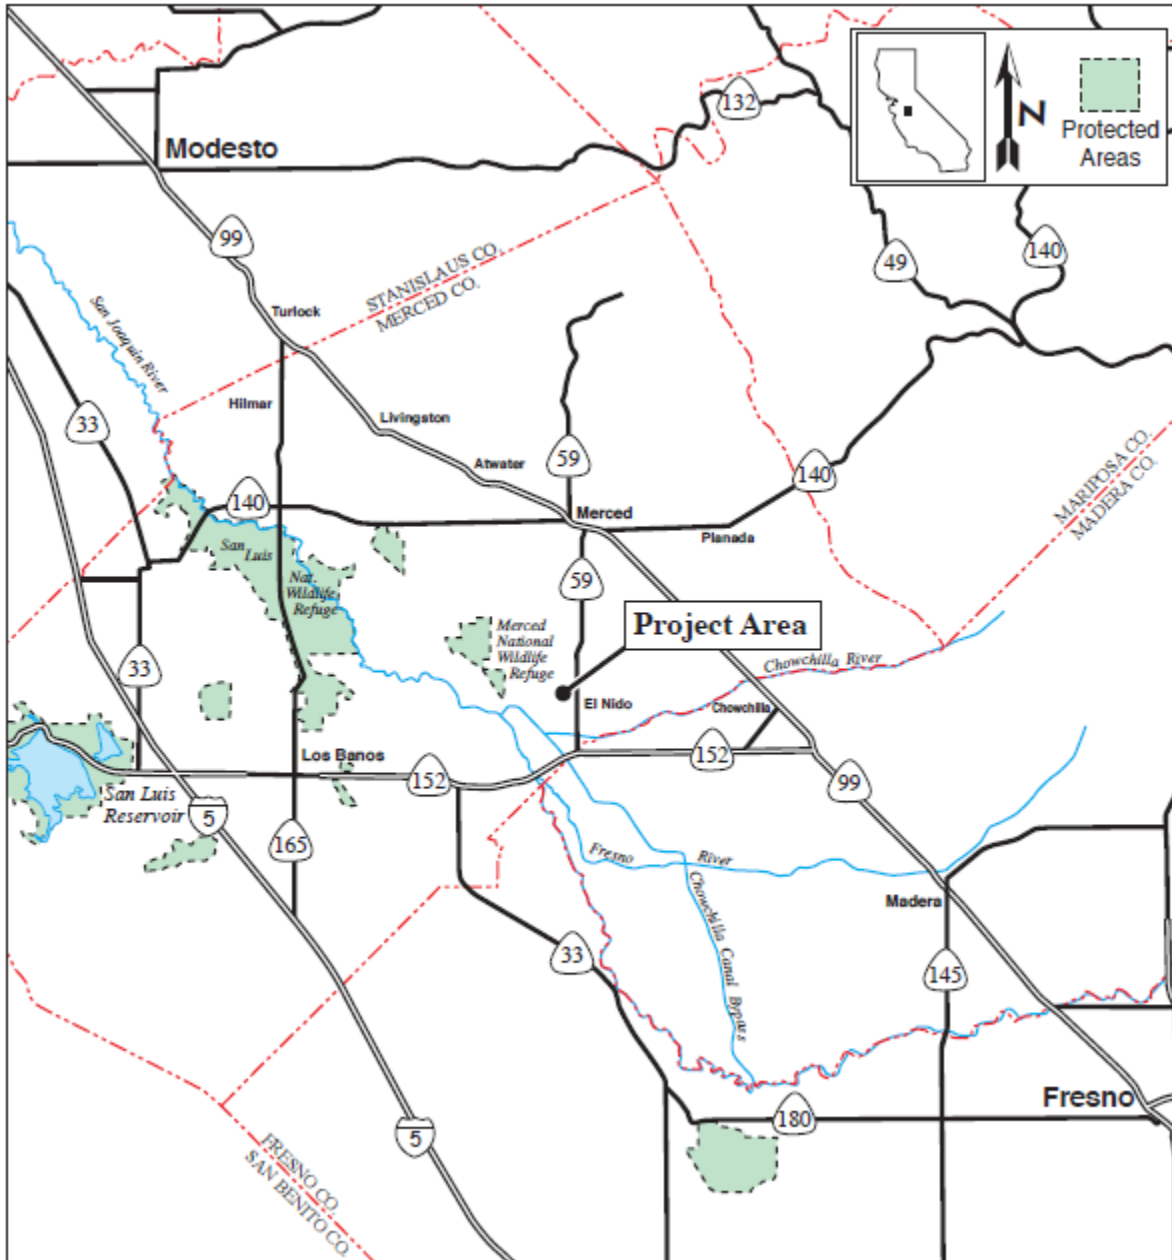 132
N
Protected
Areas
Modesto
99
49
140
STANISLAUS CO.
MERCED CO.
San Joaquin River
Turlock
Hilmar
Livingston
33
Atwater
59
140
MARIPOSA CO.
MADERA CO.
140
Merced
Planada
San
Luis
Nat.
Wildlife
Refuge
59
Merced
National
Wildlife
Refuge
Project Area
33
Chowchilla River
El Nido
Chowchilla
Los Banos
152
152
99
San Luis
Reservoir
5
165
Fresno River
Chowchilla Canal Bypass
Madera
33
145
Fresno
180
5
FRESNO CO.
SAN BENITO CO.